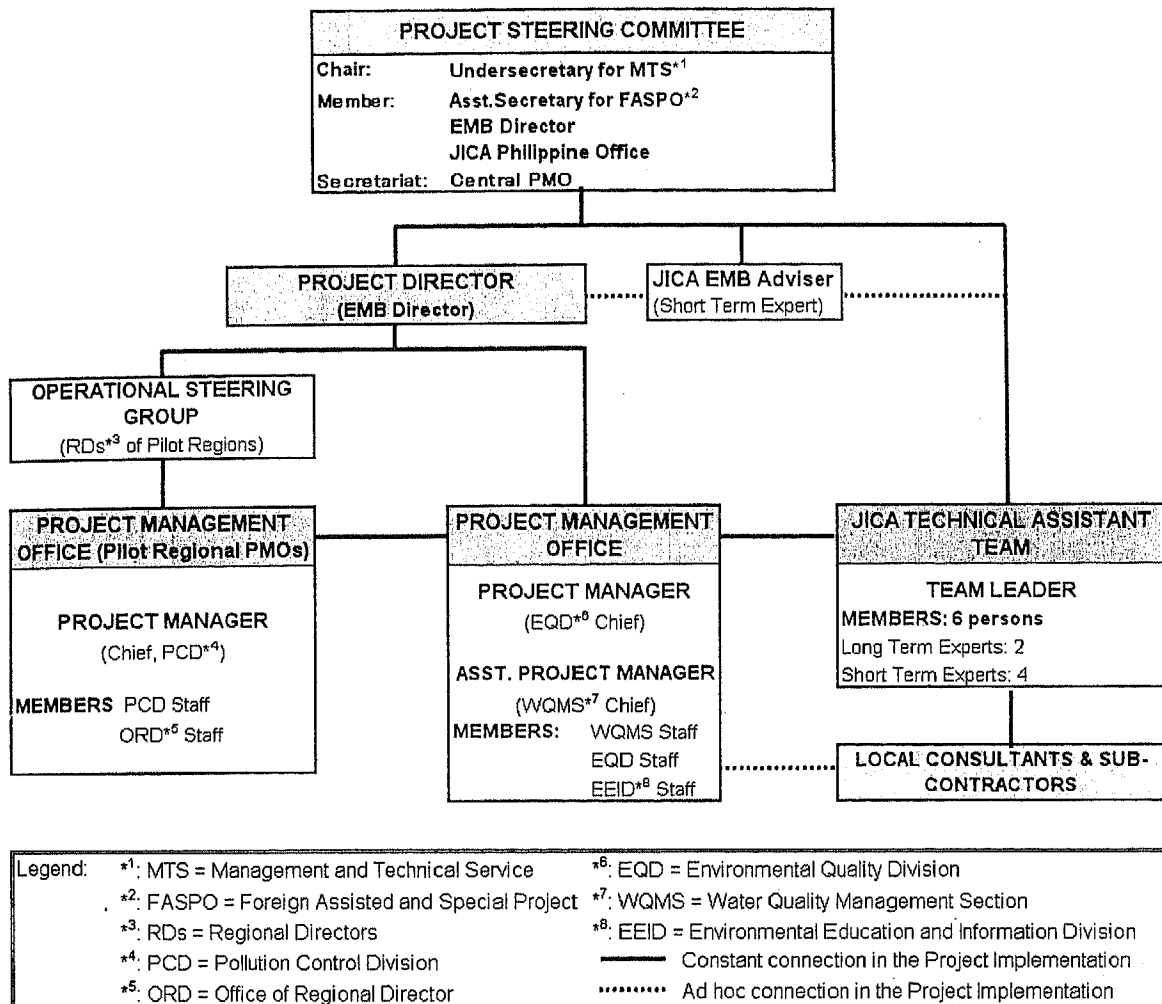 PROJECT STEERING COMMITTEE
Chair: Undersecretary for MTS*1
Member: Asst.Secretary for FASPO*2
EMB Director
JICA Philippine Office
Secretariat: Central PMO
PROJECT DIRECTOR
(EMB Director)
JICA EMB Adviser
(Short Term Expert)
OPERATIONAL STEERING
GROUP
(RDs*3 of Pilot Regions)
PROJECT MANAGEMENT
OFFICE (Pilot Regional PMOs)
PROJECT MANAGER
(Chief, PCD*4)
MEMBERS PCD Staff
ORD*5 Staff
PROJECT MANAGEMENT
OFFICE
PROJECT MANAGER
(EQD*6 Chief)
ASST. PROJECT MANAGER
(WQMS*7 Chief)
MEMBERS: WQMS Staff
EQD Staff
EEID*8 Staff
JICA TECHNICAL ASSISTANT
TEAM
TEAM LEADER
MEMBERS: 6 persons
Long Term Experts: 2
Short Term Experts: 4
LOCAL CONSULTANTS & SUB-
CONTRACTORS
Legend: *1: MTS = Management and Technical Service
*2: FASPO = Foreign Assisted and Special Project
*3: RDs = Regional Directors
*4: PCD = Pollution Control Division
*5: ORD = Office of Regional Director
*6: EQD = Environmental Quality Division
*7: WQMS = Water Quality Management Section
*8: EEID = Environmental Education and Information Division
Constant connection in the Project Implementation
Ad hoc connection in the Project Implementation